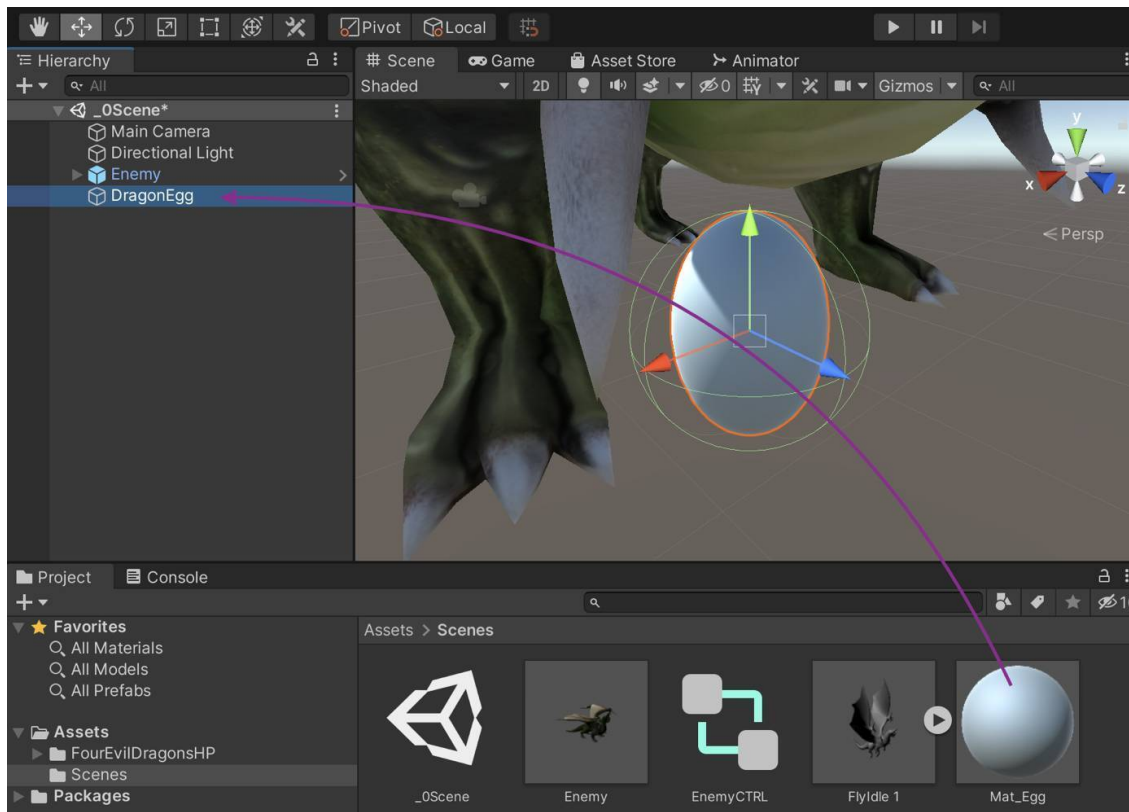 Pivot Local
Hierarchy
All
_0Scene*
Main Camera
Directional Light
Enemy
DragonEgg
Scene Game Asset Store Animator
Shaded 2D 0 Gizmos All
y
x
z
Persp
Project Console
Favorites
All Materials
All Models
All Prefabs
Assets
FourEvilDragonsHP
Scenes
Packages
Assets > Scenes
_0Scene Enemy EnemyCTRL FlyIdle 1 Mat_Egg